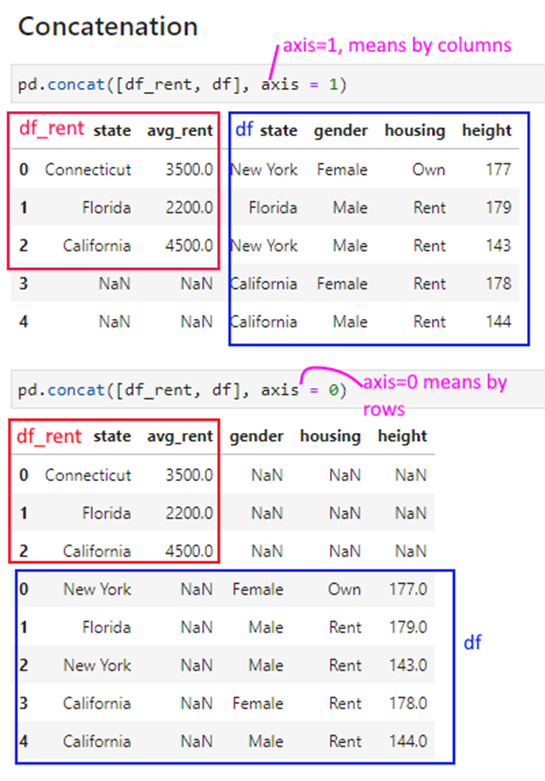 Concatenation
axis=1, means by columns
pd.concat([df_rent, df], axis = 1)
df_rent state avg_rent df state gender housing height
0 Connecticut 3500.0 New York Female Own 177
1 Florida 2200.0 Florida Male Rent 179
2 California 4500.0 New York Male Rent 143
3 NaN NaN California Female Rent 178
4 NaN NaN California Male Rent 144
pd.concat([df_rent, df], axis = 0)
axis=0 means by
rows
df_rent state avg_rent gender housing height
0 Connecticut 3500.0 NaN NaN NaN
1 Florida 2200.0 NaN NaN NaN
2 California 4500.0 NaN NaN NaN
0 New York NaN Female Own 177.0
1 Florida NaN Male Rent 179.0
2 New York NaN Male Rent 143.0
df
3 California NaN Female Rent 178.0
4 California NaN Male Rent 144.0